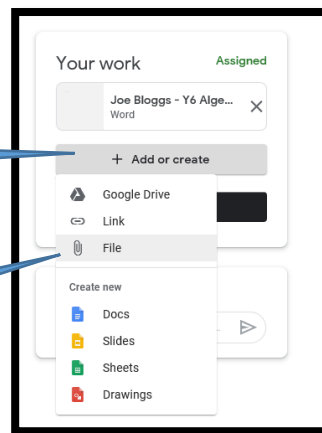 Your work
Assigned
Joe Bloggs - Y6 Alge...
Word
+ Add or create
Google Drive
Link
File
Create new
Docs
Slides
Sheets
Drawings